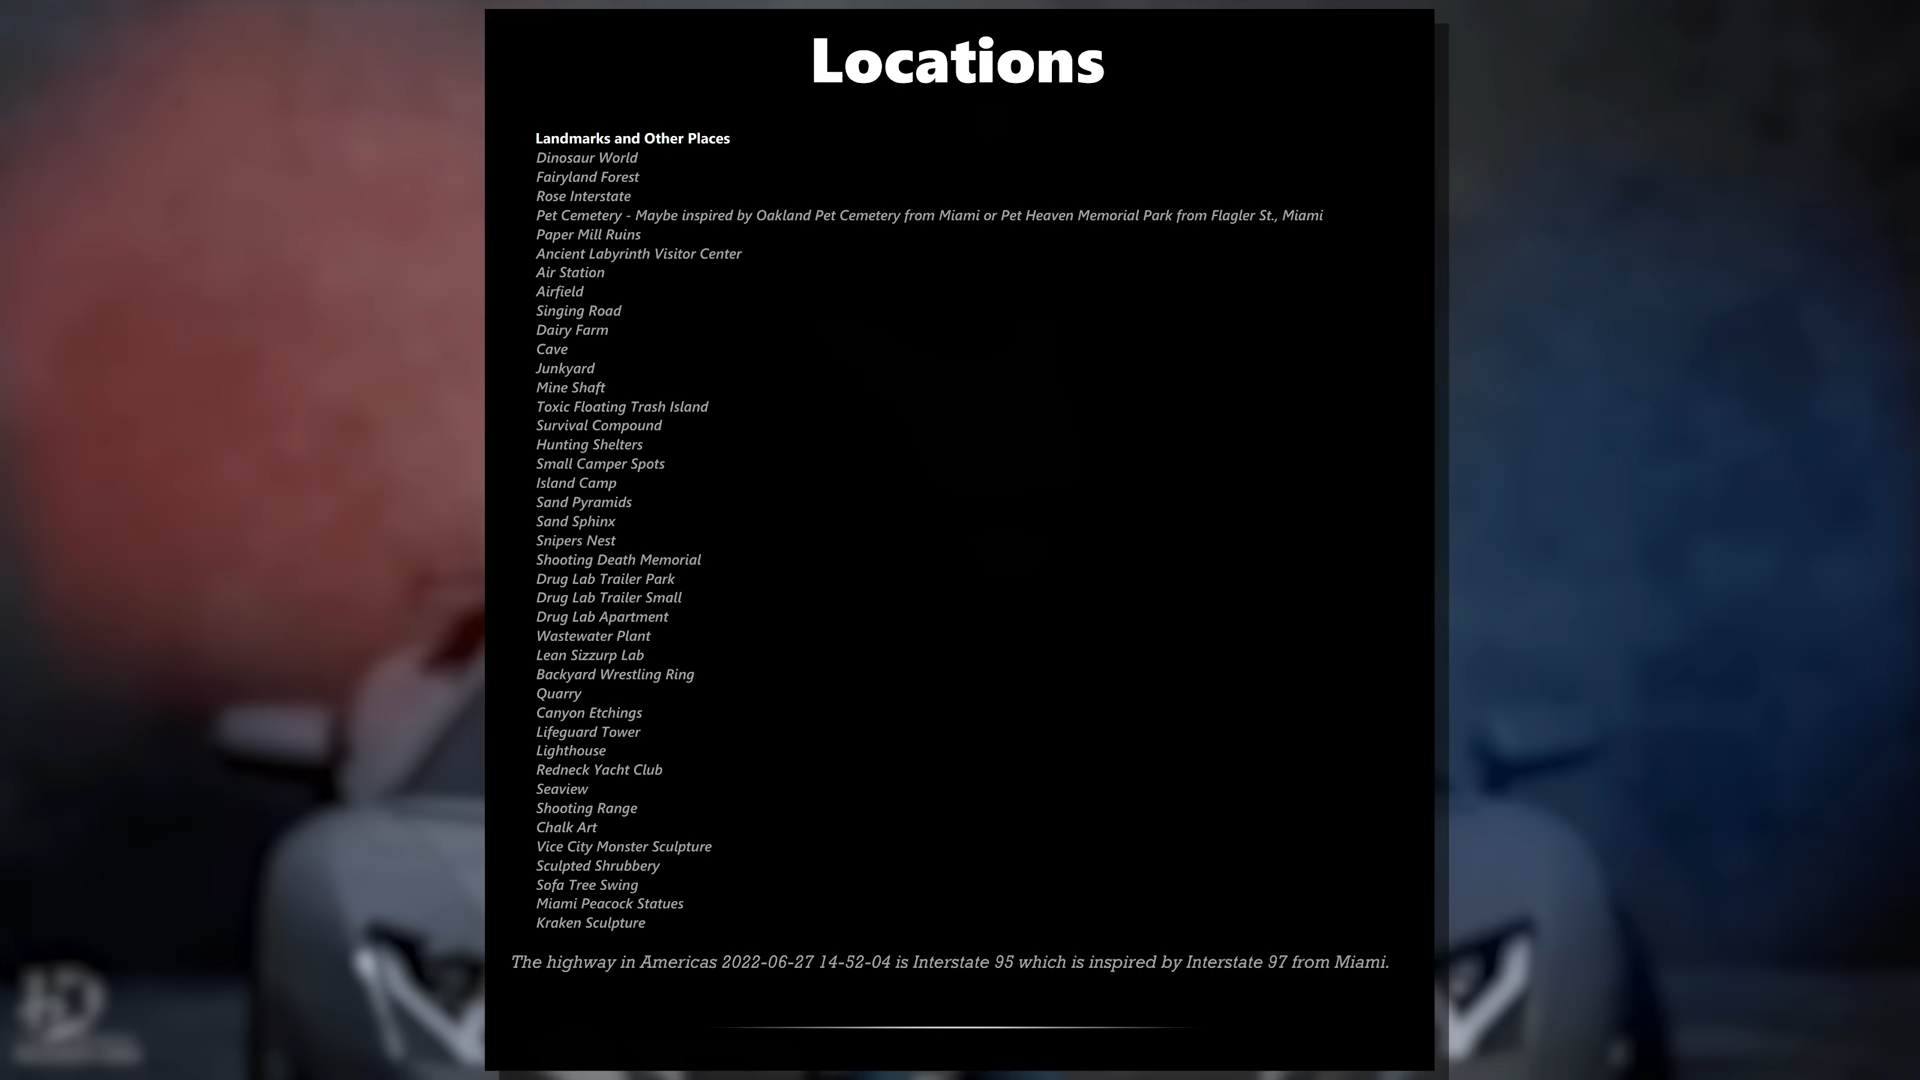 Locations
Landmarks and Other Places
Dinosaur World
Fairyland Forest
Rose Interstate
Pet Cemetery - Maybe inspired by Oakland Pet Cemetery from Miami or Pet Heaven Memorial Park from Flagler St., Miami
Paper Mill Ruins
Ancient Labyrinth Visitor Center
Air Station
Airfield
Singing Road
Dairy Farm
Cave
Junkyard
Mine Shaft
Toxic Floating Trash Island
Survival Compound
Hunting Shelters
Small Camper Spots
Island Camp
Sand Pyramids
Sand Sphinx
Snipers Nest
Shooting Death Memorial
Drug Lab Trailer Park
Drug Lab Trailer Small
Drug Lab Apartment
Wastewater Plant
Lean Sizzurp Lab
Backyard Wrestling Ring
Quarry
Canyon Etchings
Lifeguard Tower
Lighthouse
Redneck Yacht Club
Seaview
Shooting Range
Chalk Art
Vice City Monster Sculpture
Sculpted Shrubbery
Sofa Tree Swing
Miami Peacock Statues
Kraken Sculpture
The highway in Americas 2022-06-27 14-52-04 is Interstate 95 which is inspired by Interstate 97 from Miami.